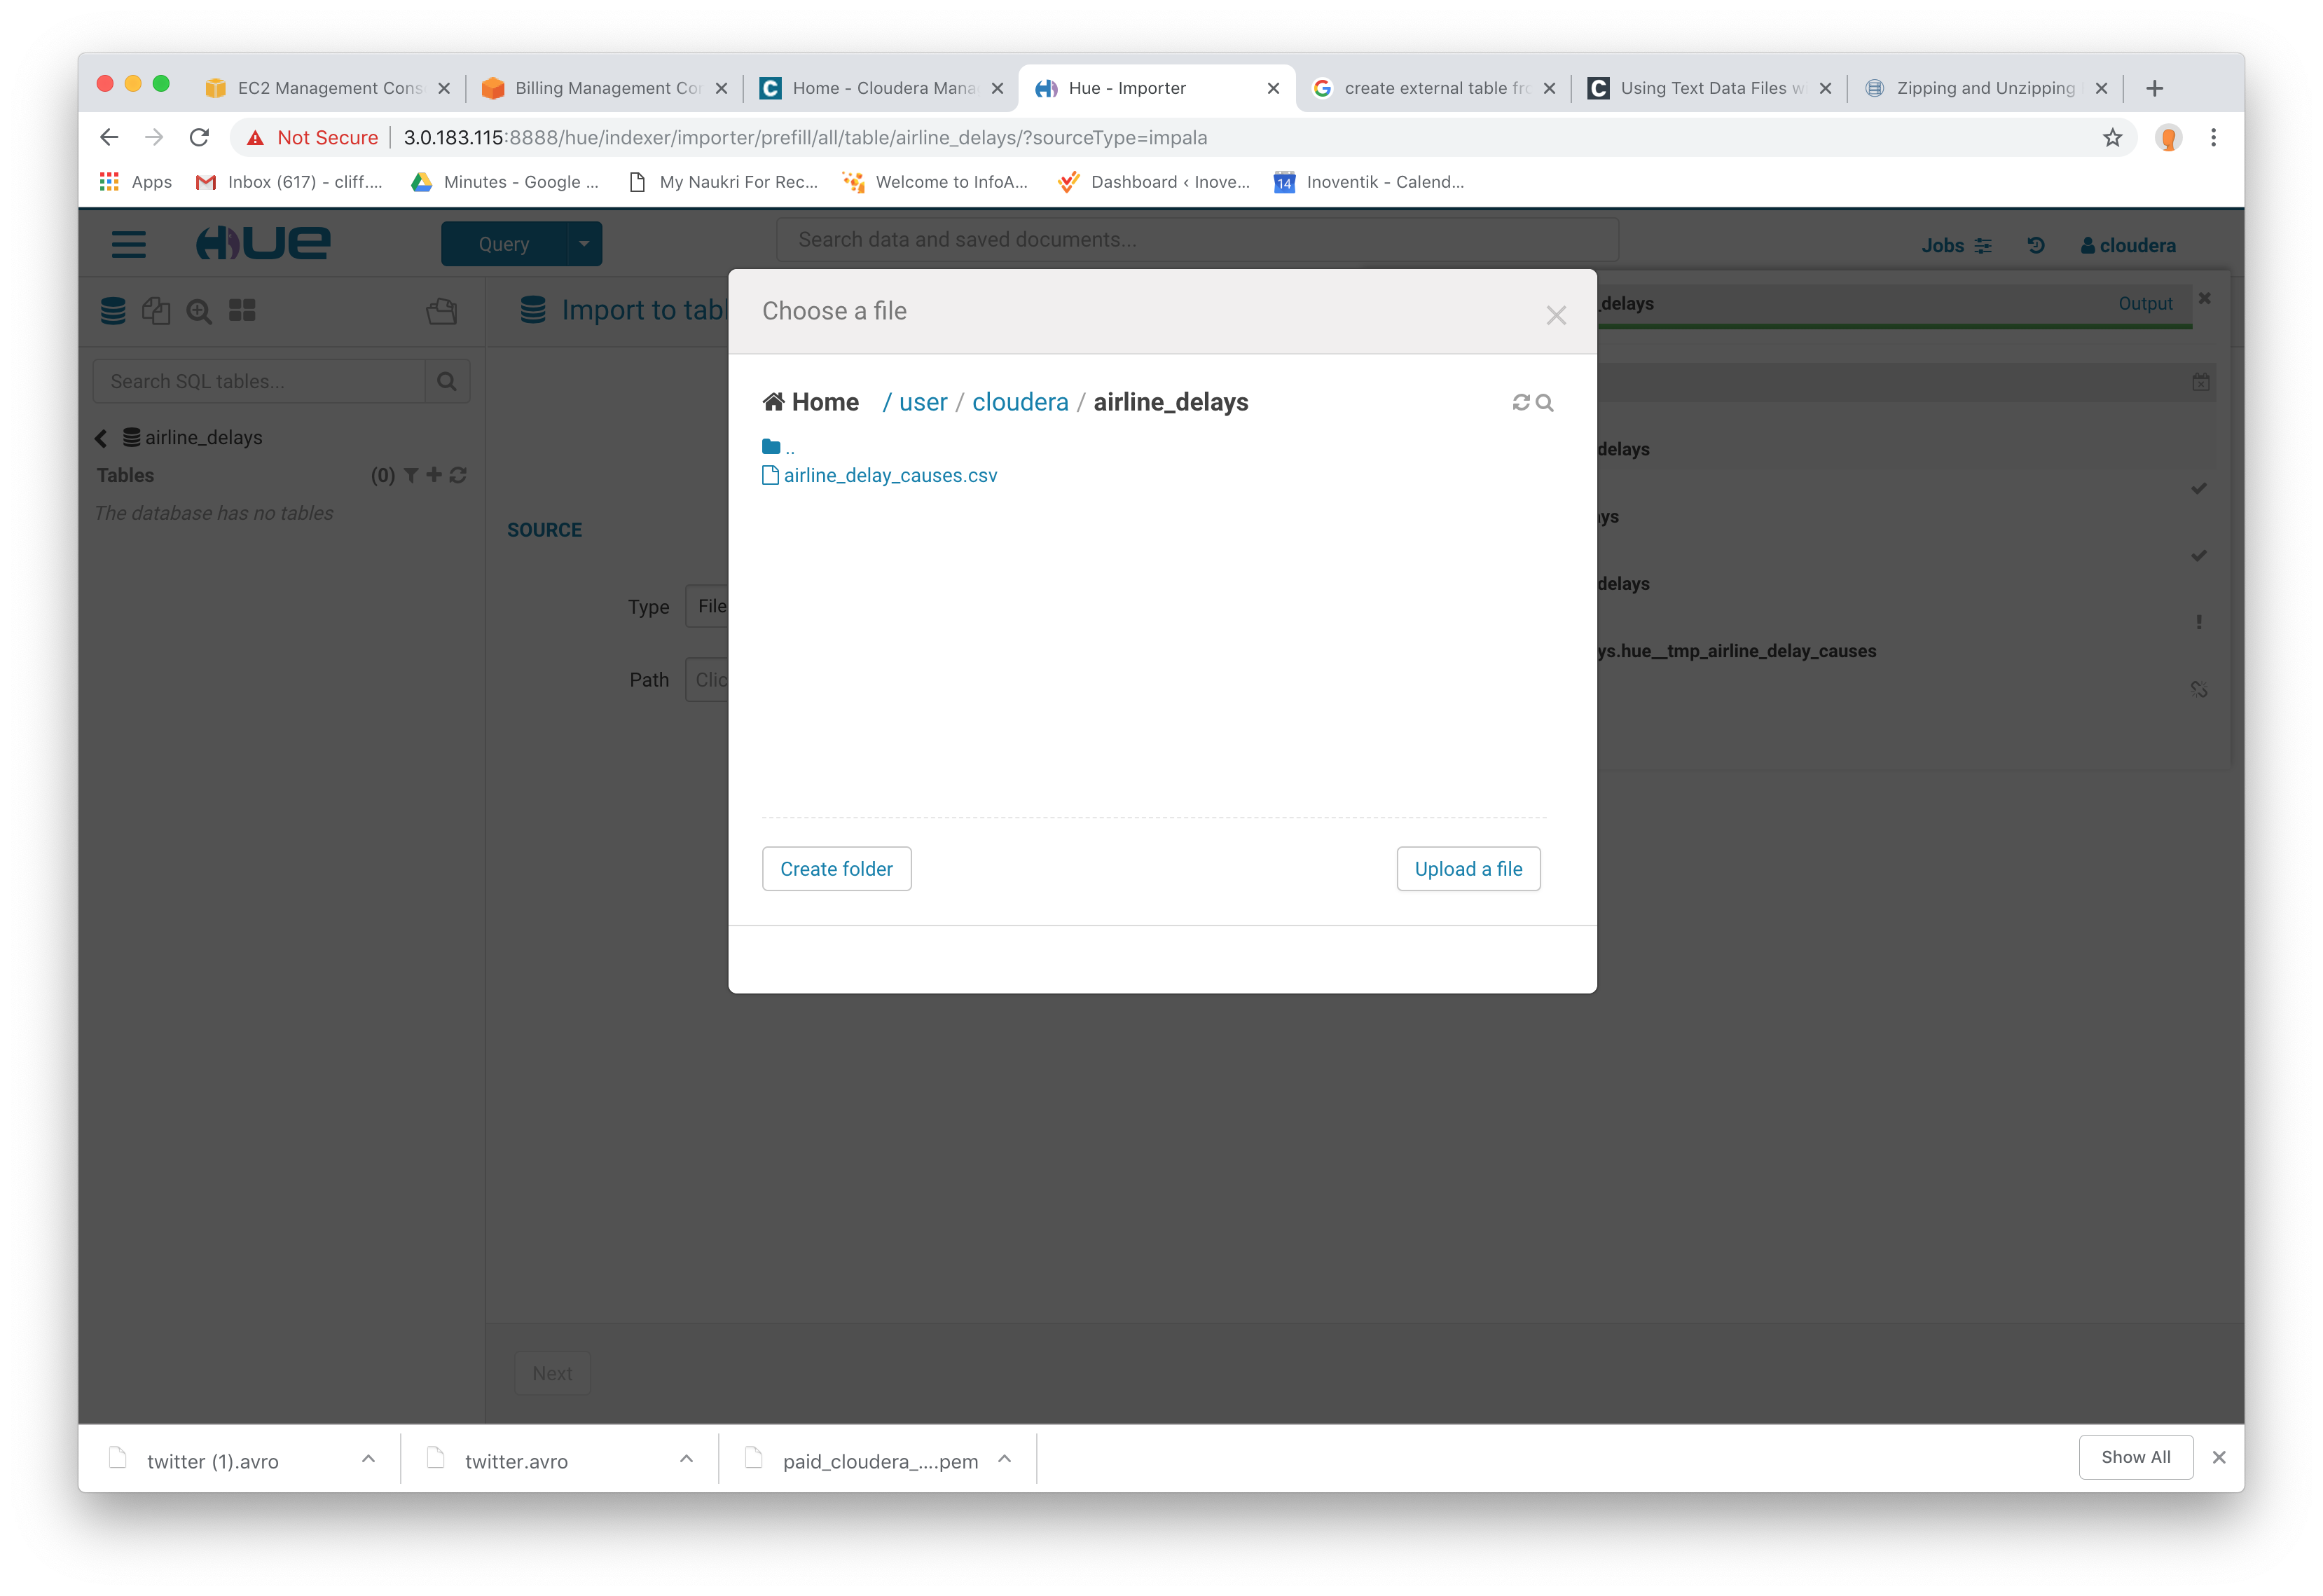 EC2 Management Cons
Billing Management Con
Home - Cloudera Mana
Hue - Importer
create external table fro
Using Text Data Files w
Zipping and Unzipping
Not Secure
3.0.183.115:8888/hue/indexer/importer/prefill/all/table/airline_delays/?sourceType=impala
Apps
Inbox (617) - cliff....
Minutes - Google ...
My Naukri For Rec...
Welcome to InfoA...
Dashboard ‹ Inove...
14
Inoventik - Calend...
HUE
Query
Search data and saved documents...
Jobs
cloudera
Import to tabl
_delays
Output
Search SQL tables...
airline_delays
Tables
(0)
The database has no tables
SOURCE
Type
File
Path
Clic
Choose a file
Home / user / cloudera / airline_delays
..
airline_delay_causes.csv
Create folder
Upload a file
delays
ys
delays
ys.hue__tmp_airline_delay_causes
Next
twitter (1).avro
twitter.avro
paid_cloudera_....pem
Show All